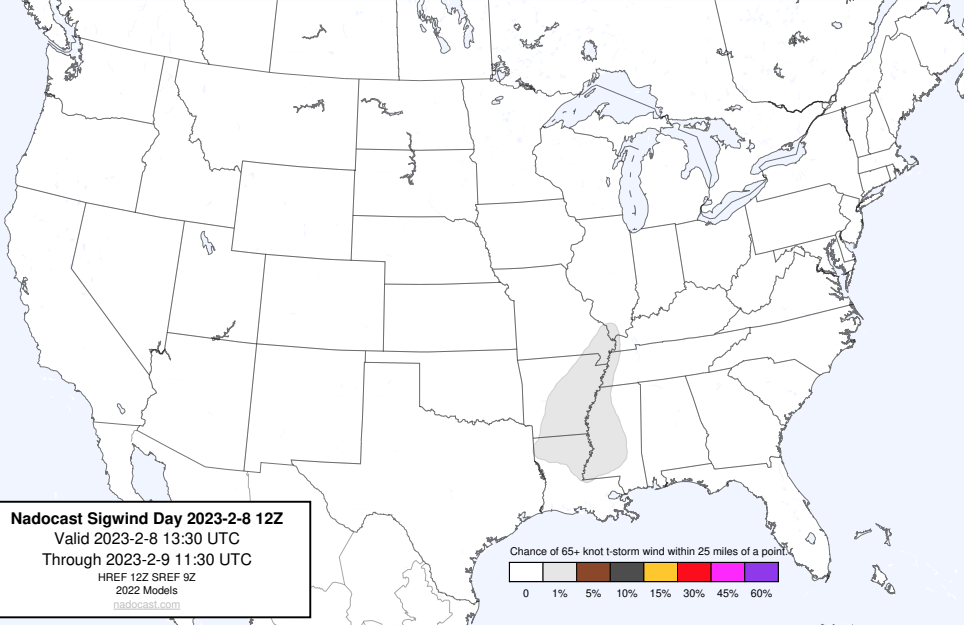 Nadocast Sigwind Day 2023-2-8 12Z
Valid 2023-2-8 13:30 UTC
Through 2023-2-9 11:30 UTC
HREF 12Z SREF 9Z
2022 Models
nadocast.com
Chance of 65+ knot t-storm wind within 25 miles of a point.
0 1% 5% 10% 15% 30% 45% 60%